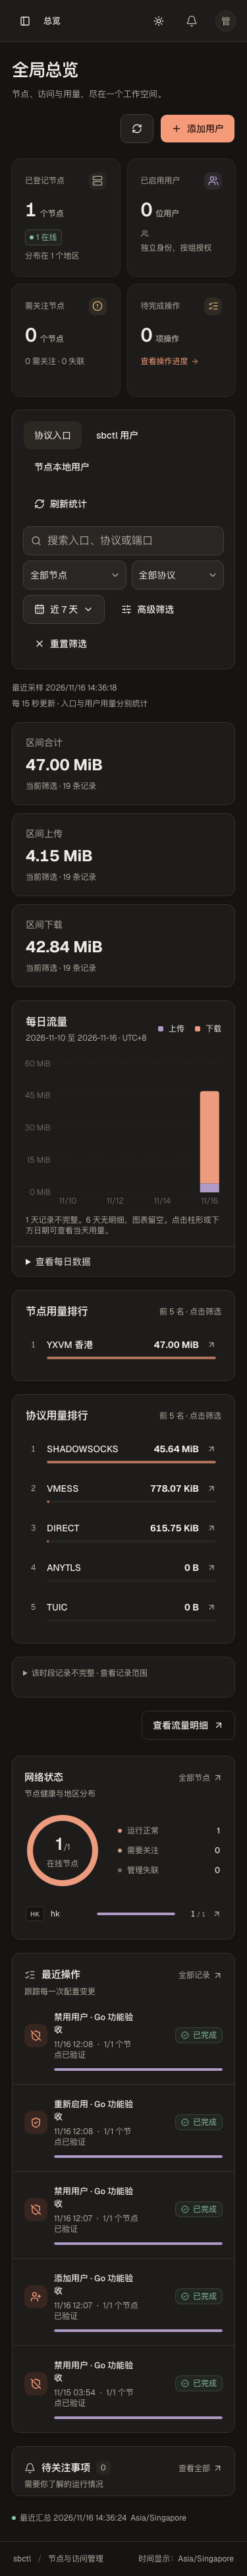 总览
管
全局总览
节点、访问与用量，尽在一个工作空间。
添加用户
已登记节点
1 个节点
1 在线
分布在 1 个地区
已启用用户
0 位用户
独立身份，按组授权
需关注节点
0 个节点
0 需关注 · 0 失联
待完成操作
0 项操作
查看操作进度 →
协议入口
sbctl 用户
节点本地用户
刷新统计
搜索入口、协议或端口
全部节点
全部协议
近 7 天
高级筛选
重置筛选
最近采样 2026/11/16 14:36:18
每 15 秒更新 · 入口与用户用量分别统计
区间合计
47.00 MiB
当前筛选 · 19 条记录
区间上传
4.15 MiB
当前筛选 · 19 条记录
区间下载
42.84 MiB
当前筛选 · 19 条记录
每日流量
2026-11-10 至 2026-11-16 · UTC+8
上传
下载
60 MiB
45 MiB
30 MiB
15 MiB
0 MiB
11/10
11/12
11/14
11/16
1 天记录不完整。6 天无明细，图表留空。点击柱形或下
方日期可查看当天用量。
查看每日数据
节点用量排行
前 5 名 · 点击筛选
1 YXVM 香港 47.00 MiB
协议用量排行
前 5 名 · 点击筛选
1 SHADOWSOCKS 45.64 MiB
2 VMESS 778.07 KiB
3 DIRECT 615.75 KiB
4 ANYTLS 0 B
5 TUIC 0 B
该时段记录不完整 · 查看记录范围
查看流量明细
网络状态
节点健康与地区分布
全部节点
1/1
在线节点
运行正常 1
需要关注 0
管理失联 0
HK hk 1 / 1
最近操作
跟踪每一次配置变更
全部记录
禁用用户 · Go 功能验
收
11/16 12:08 · 1/1 个节
点已验证
已完成
重新启用 · Go 功能验
收
11/16 12:08 · 1/1 个节
点已验证
已完成
禁用用户 · Go 功能验
收
11/16 12:07 · 1/1 个节点
已验证
已完成
添加用户 · Go 功能验
收
11/16 12:07 · 1/1 个节点
已验证
已完成
禁用用户 · Go 功能验
收
11/15 03:54 · 1/1 个节
点已验证
已完成
待关注事项 0
需要你了解的运行情况
查看全部
最近汇总 2026/11/16 14:36:24 Asia/Singapore
sbctl / 节点与访问管理
时间显示：Asia/Singapore